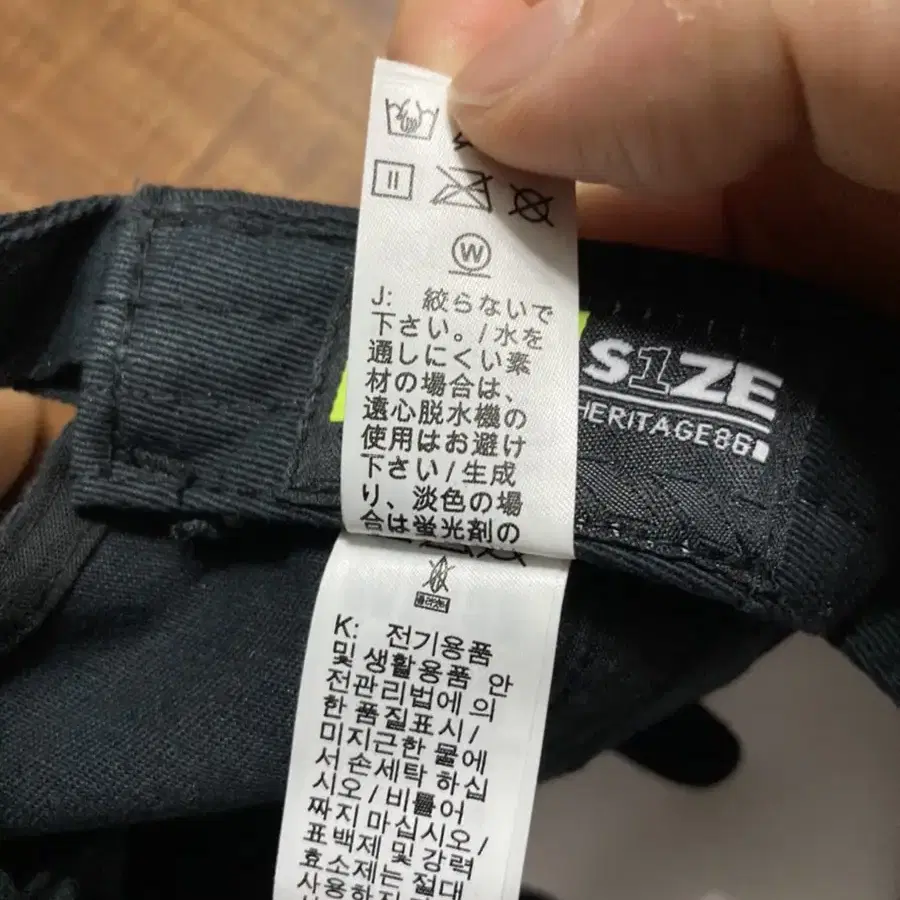 W
J: 絞らないで
下さい。/水を
通しにくい素
材の場合は、
遠心脱水機の
使用はお避け
下さい/生成
り、淡色の場
合は蛍光剤の
S1ZE
HERITAGE86
K: 전기용품
및 생활용품 안
전관리법에 의
한 품질표시/
미지근한 물에
서 손세탁 하십
시오/비틀어
짜지 마십시오/
표백제 및 강력
효소제는 절대
사용하지